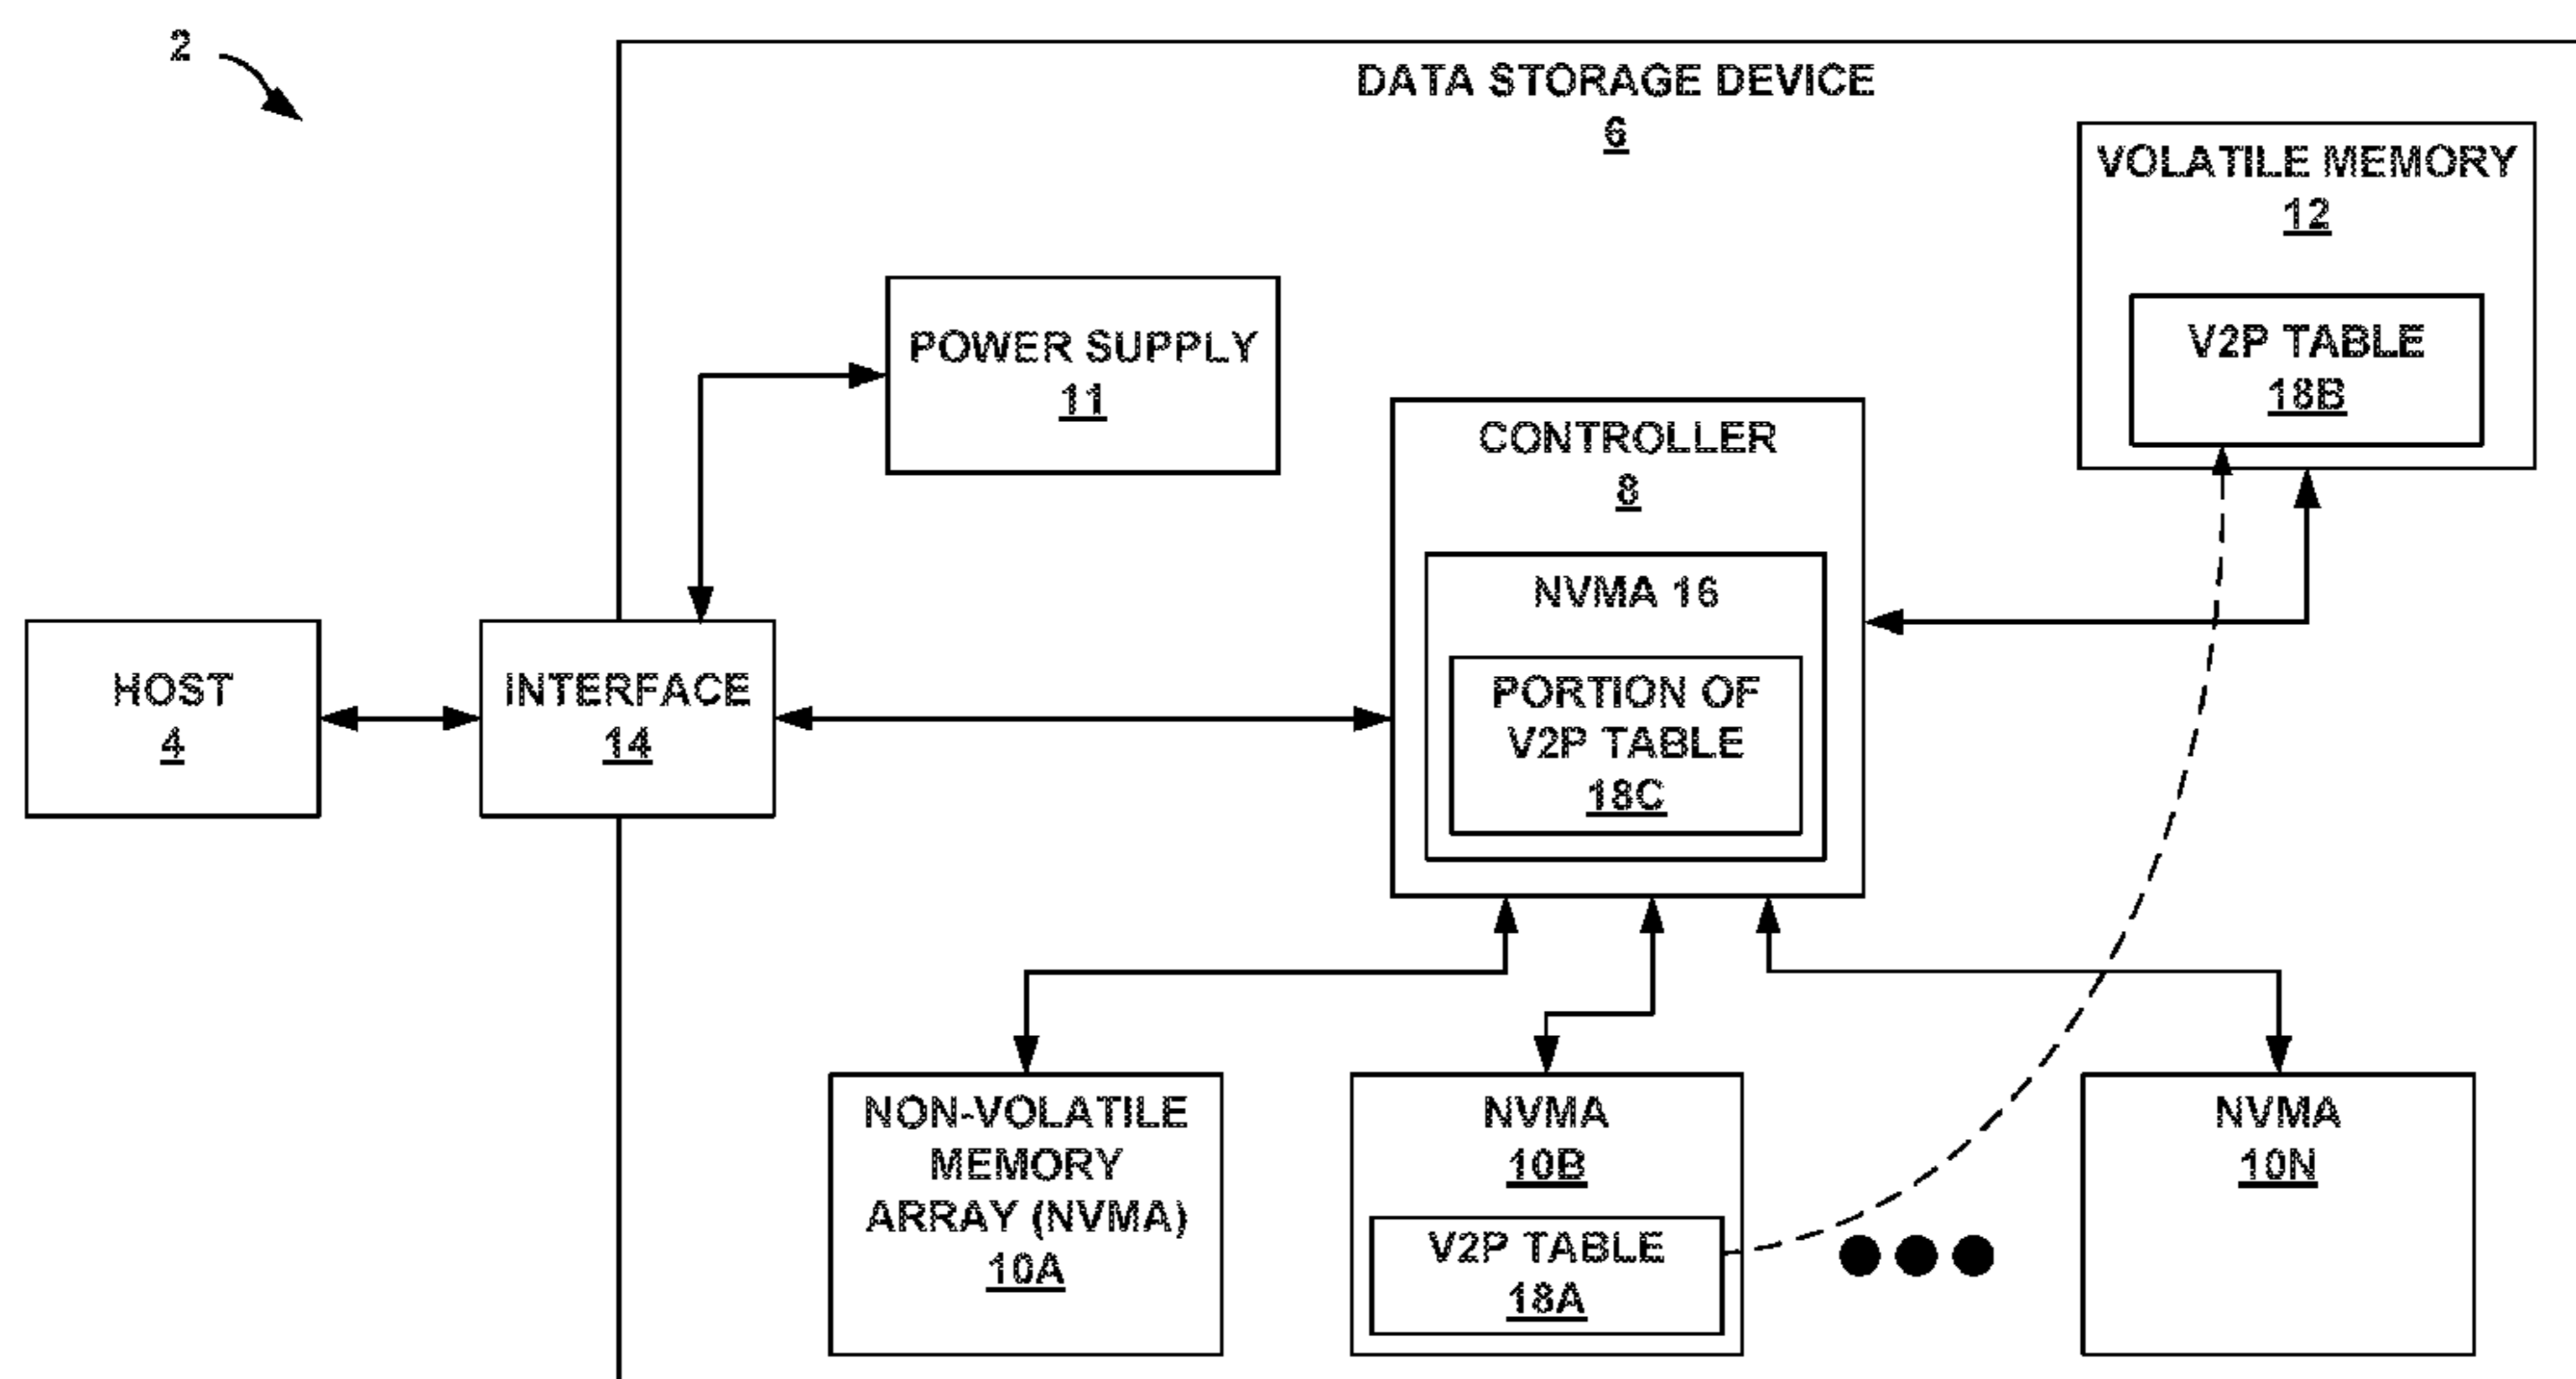 2
DATA STORAGE DEVICE
6
VOLATILE MEMORY
12
V2P TABLE
18B
POWER SUPPLY
11
CONTROLLER
8
NVMA 16
PORTION OF
V2P TABLE
18C
HOST
4
INTERFACE
14
NON-VOLATILE
MEMORY
ARRAY (NVMA)
10A
NVMA
10B
V2P TABLE
18A
NVMA
10N